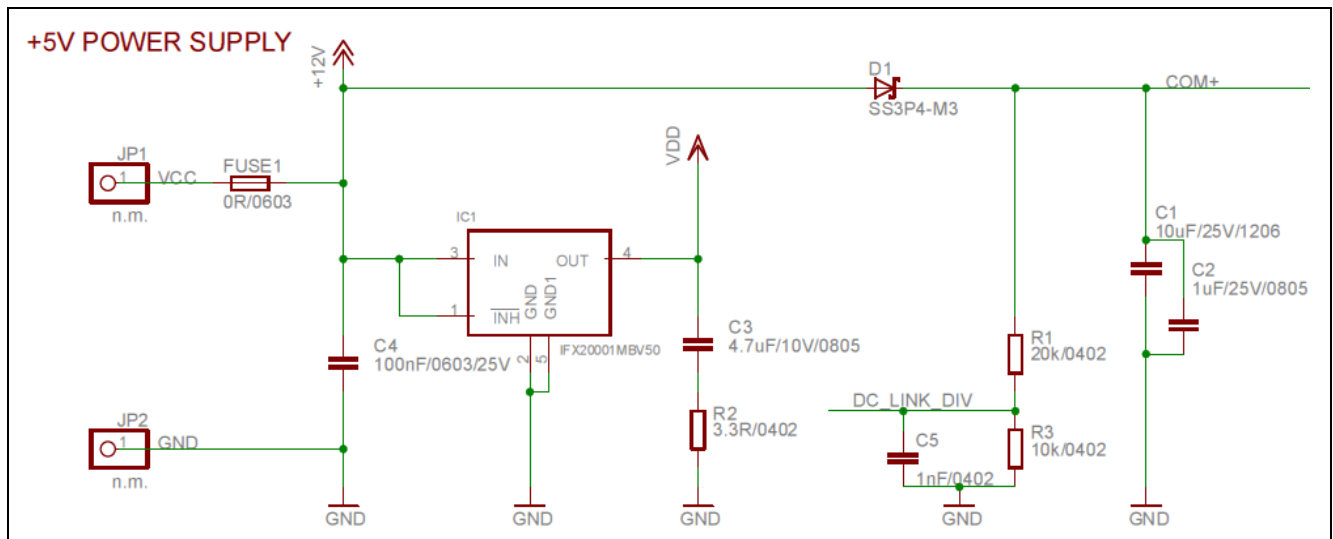 +5V POWER SUPPLY
+12V
D1
SS3P4-M3
COM+
VDD
JP1
1
VCC
n.m.
FUSE1
0R/0603
IC1
3
IN
OUT
4
1
INH
GND
GND1
2
5
IFX20001MBV50
C1
10uF/25V/1206
C2
1uF/25V/0805
C4
100nF/0603/25V
C3
4.7uF/10V/0805
R1
20k/0402
DC_LINK_DIV
R2
3.3R/0402
R3
10k/0402
C5
1nF/0402
JP2
1
GND
n.m.
GND
GND
GND
GND
GND